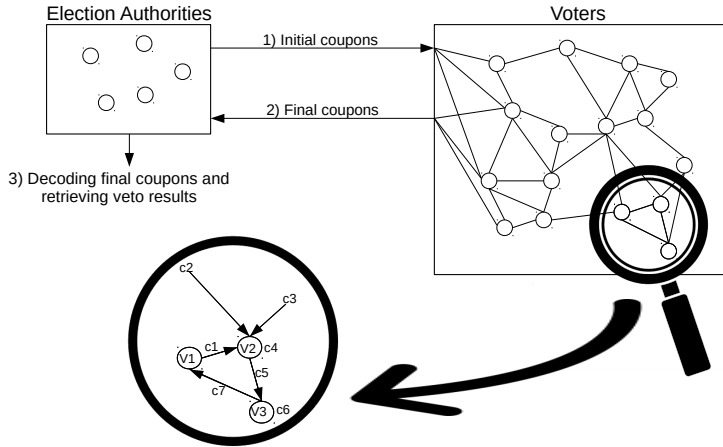 Election Authorities
Voters
1) Initial coupons
2) Final coupons
3) Decoding final coupons and
retrieving veto results
c2
c3
c1
V2
c4
V1
c5
c7
V3
c6